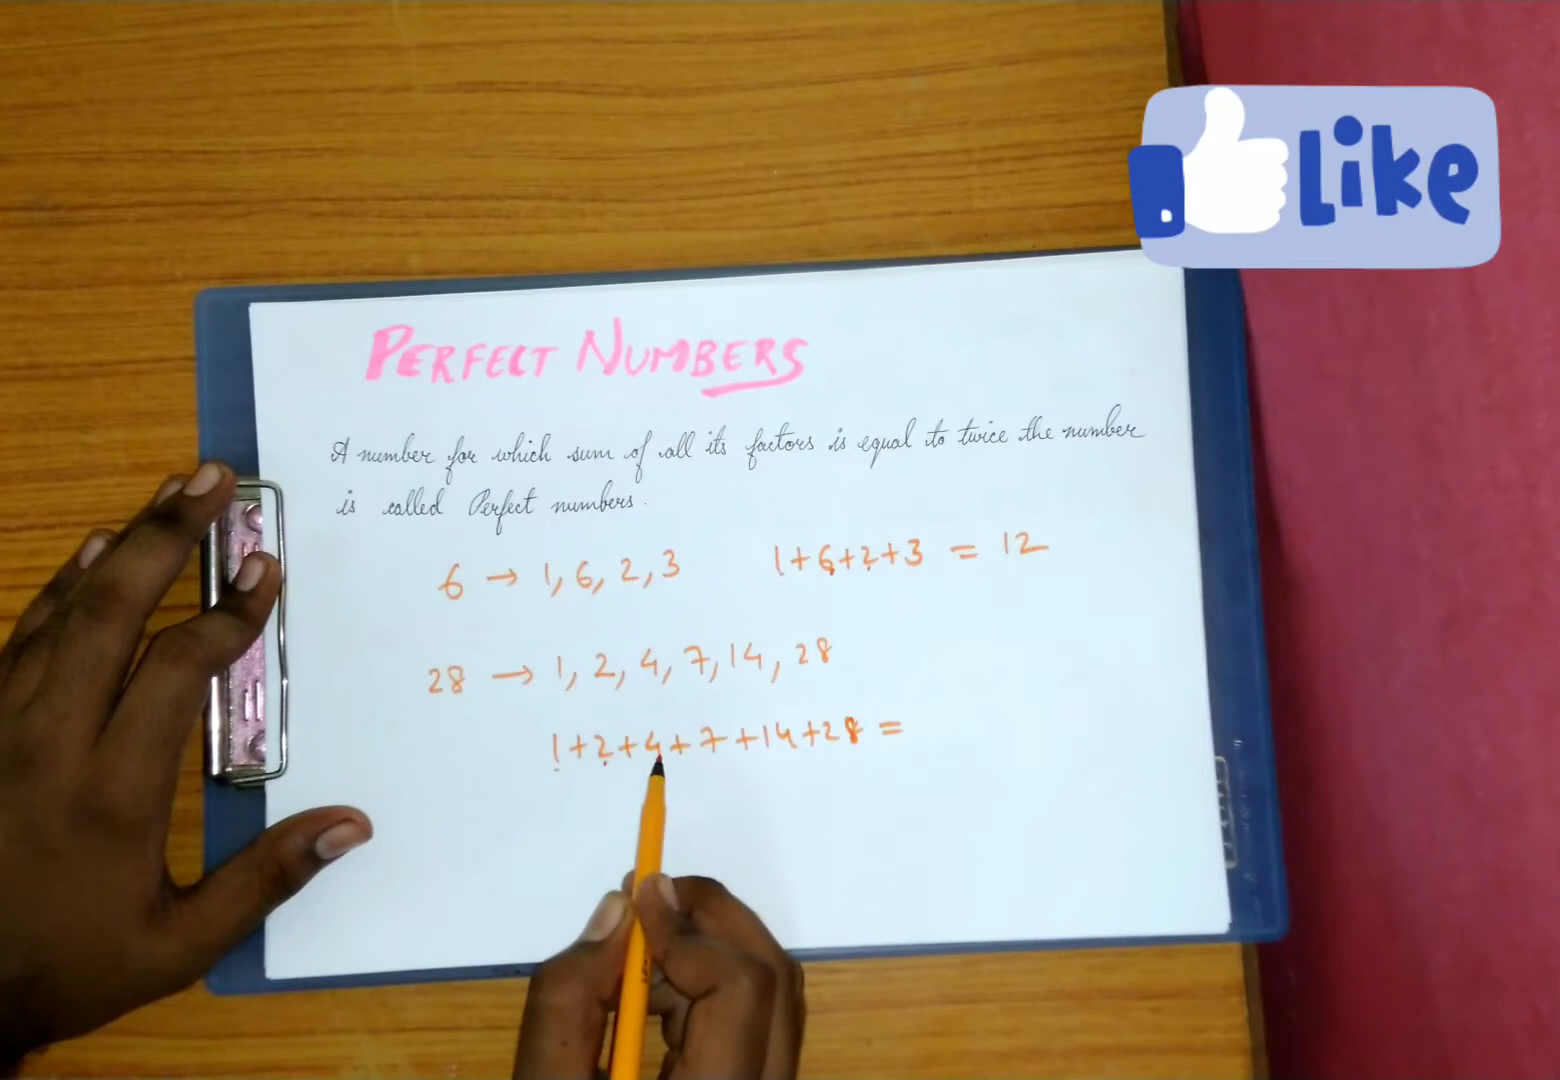 Like
PERFECT NUMBERS
A number for which sum of all its factors is equal to twice the number
is called Perfect numbers.
6 → 1, 6, 2, 3 1+6+2+3 = 12
28 → 1, 2, 4, 7, 14, 28
1+2+4+7+14+28 =